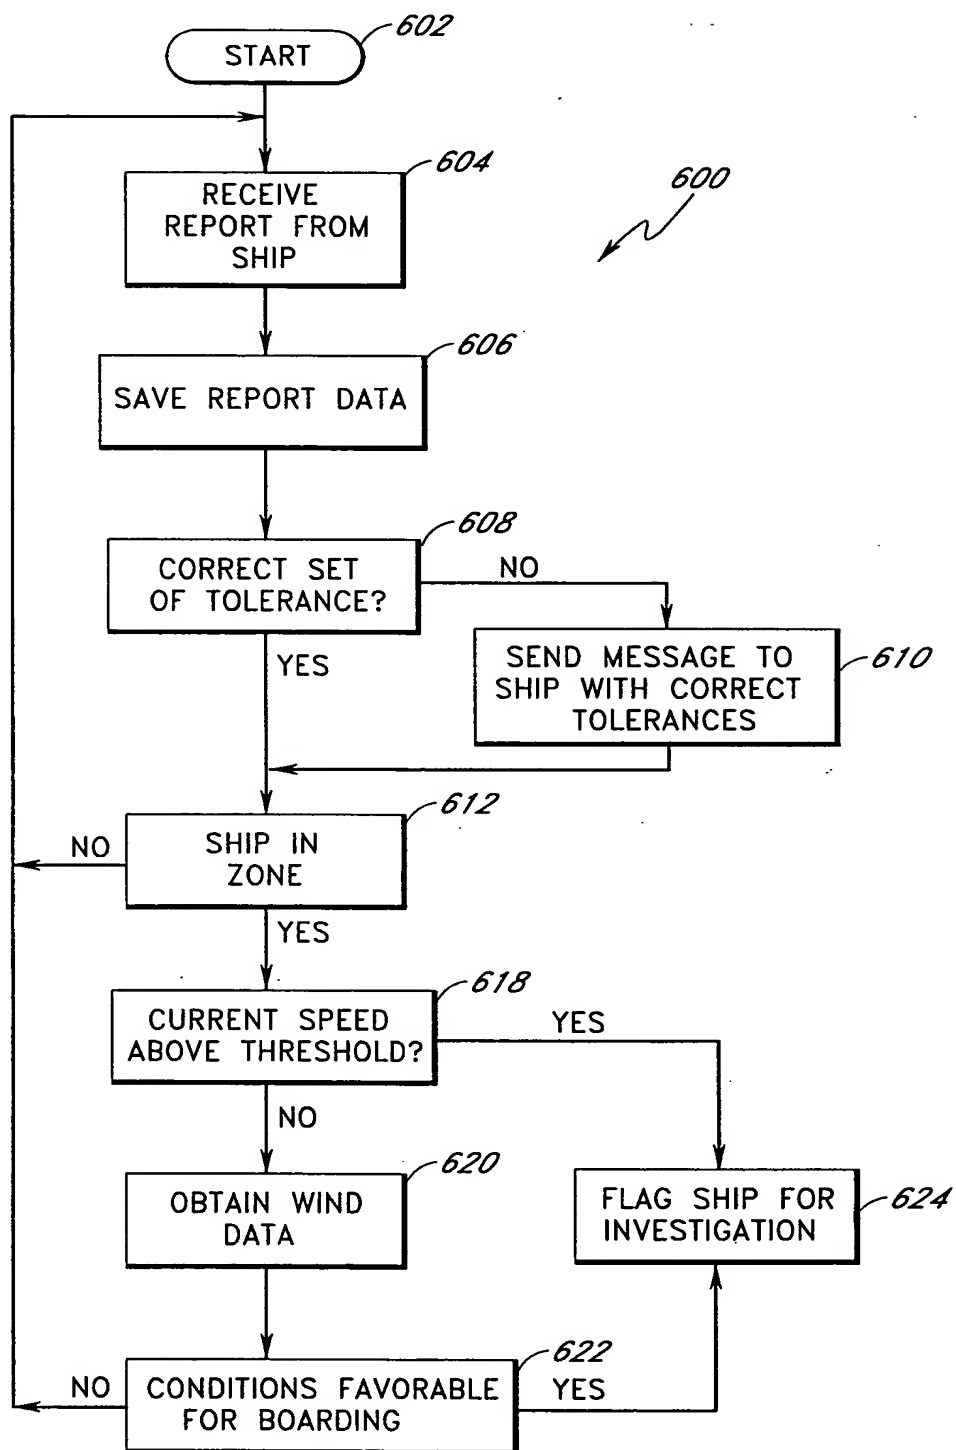 602
START
604
RECEIVE
REPORT FROM
SHIP
600
606
SAVE REPORT DATA
608
CORRECT SET
OF TOLERANCE?
NO
YES
SEND MESSAGE TO
SHIP WITH CORRECT
TOLERANCES
610
612
SHIP IN
ZONE
NO
YES
618
CURRENT SPEED
ABOVE THRESHOLD?
YES
NO
620
OBTAIN WIND
DATA
FLAG SHIP FOR
INVESTIGATION
624
622
CONDITIONS FAVORABLE
FOR BOARDING
NO
YES